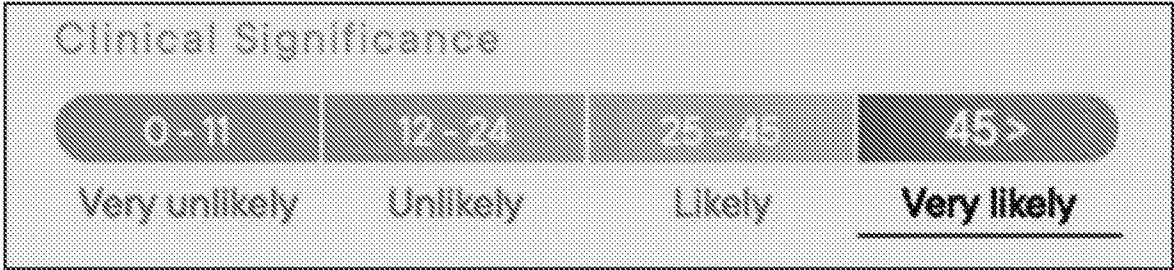 Clinical Significance
0 - 11 12 - 24 25 - 45 45 >
Very unlikely Unlikely Likely Very likely